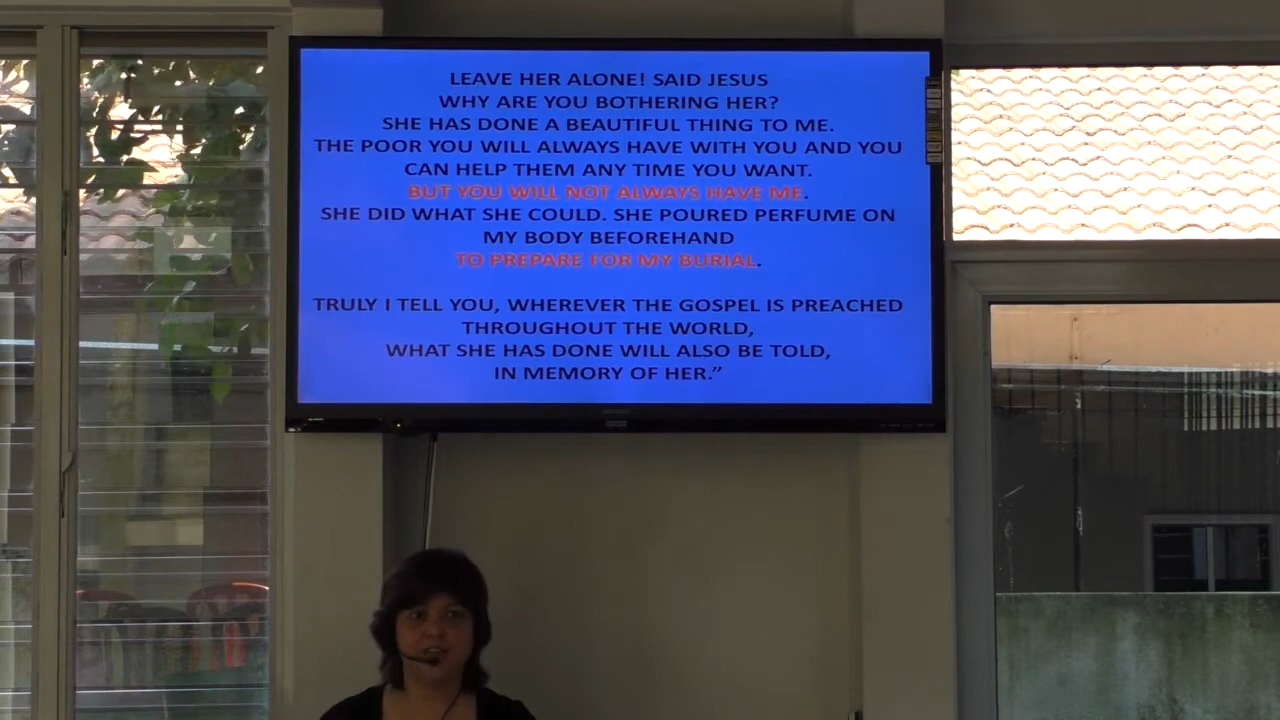 LEAVE HER ALONE! SAID JESUS
WHY ARE YOU BOTHERING HER?
SHE HAS DONE A BEAUTIFUL THING TO ME.
THE POOR YOU WILL ALWAYS HAVE WITH YOU AND YOU
CAN HELP THEM ANY TIME YOU WANT.
BUT YOU WILL NOT ALWAYS HAVE ME.
SHE DID WHAT SHE COULD. SHE POURED PERFUME ON
MY BODY BEFOREHAND
TO PREPARE FOR MY BURIAL.
TRULY I TELL YOU, WHEREVER THE GOSPEL IS PREACHED
THROUGHOUT THE WORLD,
WHAT SHE HAS DONE WILL ALSO BE TOLD,
IN MEMORY OF HER.”